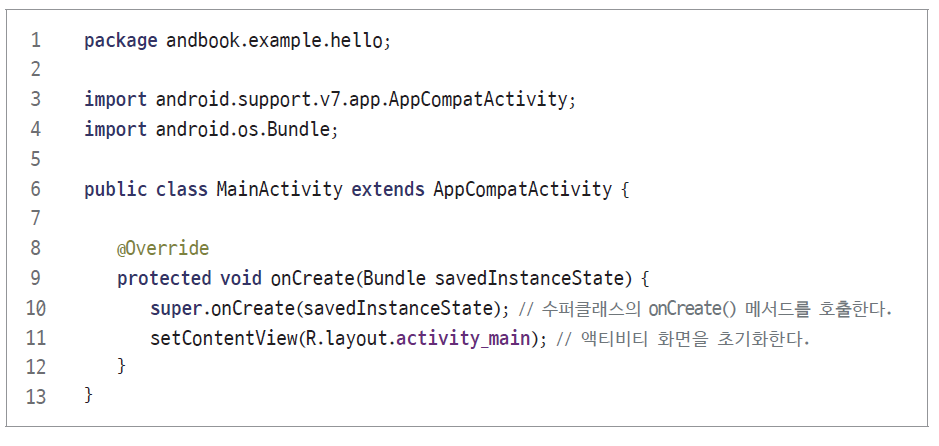 1 package andbook.example.hello;
2
3 import android.support.v7.app.AppCompatActivity;
4 import android.os.Bundle;
5
6 public class MainActivity extends AppCompatActivity {
7
8 @Override
9 protected void onCreate(Bundle savedInstanceState) {
10 super.onCreate(savedInstanceState); // 수퍼클래스의 onCreate() 메서드를 호출한다.
11 setContentView(R.layout.activity_main); // 액티비티 화면을 초기화한다.
12 }
13 }